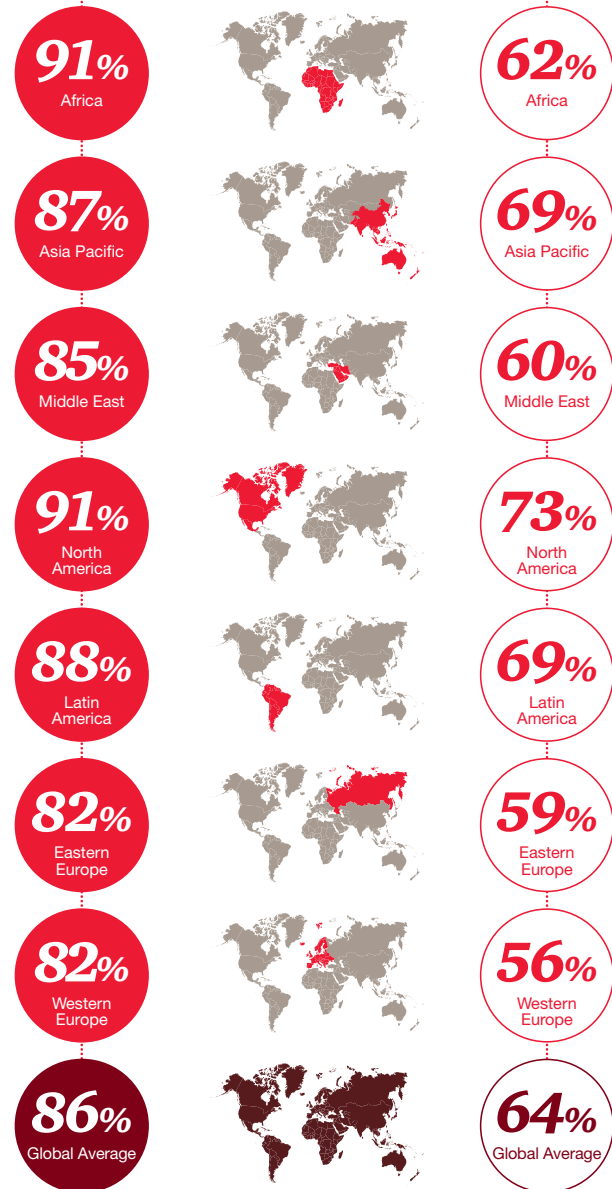 91%
Africa
62%
Africa
87%
Asia Pacific
69%
Asia Pacific
85%
Middle East
60%
Middle East
91%
North
America
73%
North
America
88%
Latin
America
69%
Latin
America
82%
Eastern
Europe
59%
Eastern
Europe
82%
Western
Europe
56%
Western
Europe
86%
Global Average
64%
Global Average